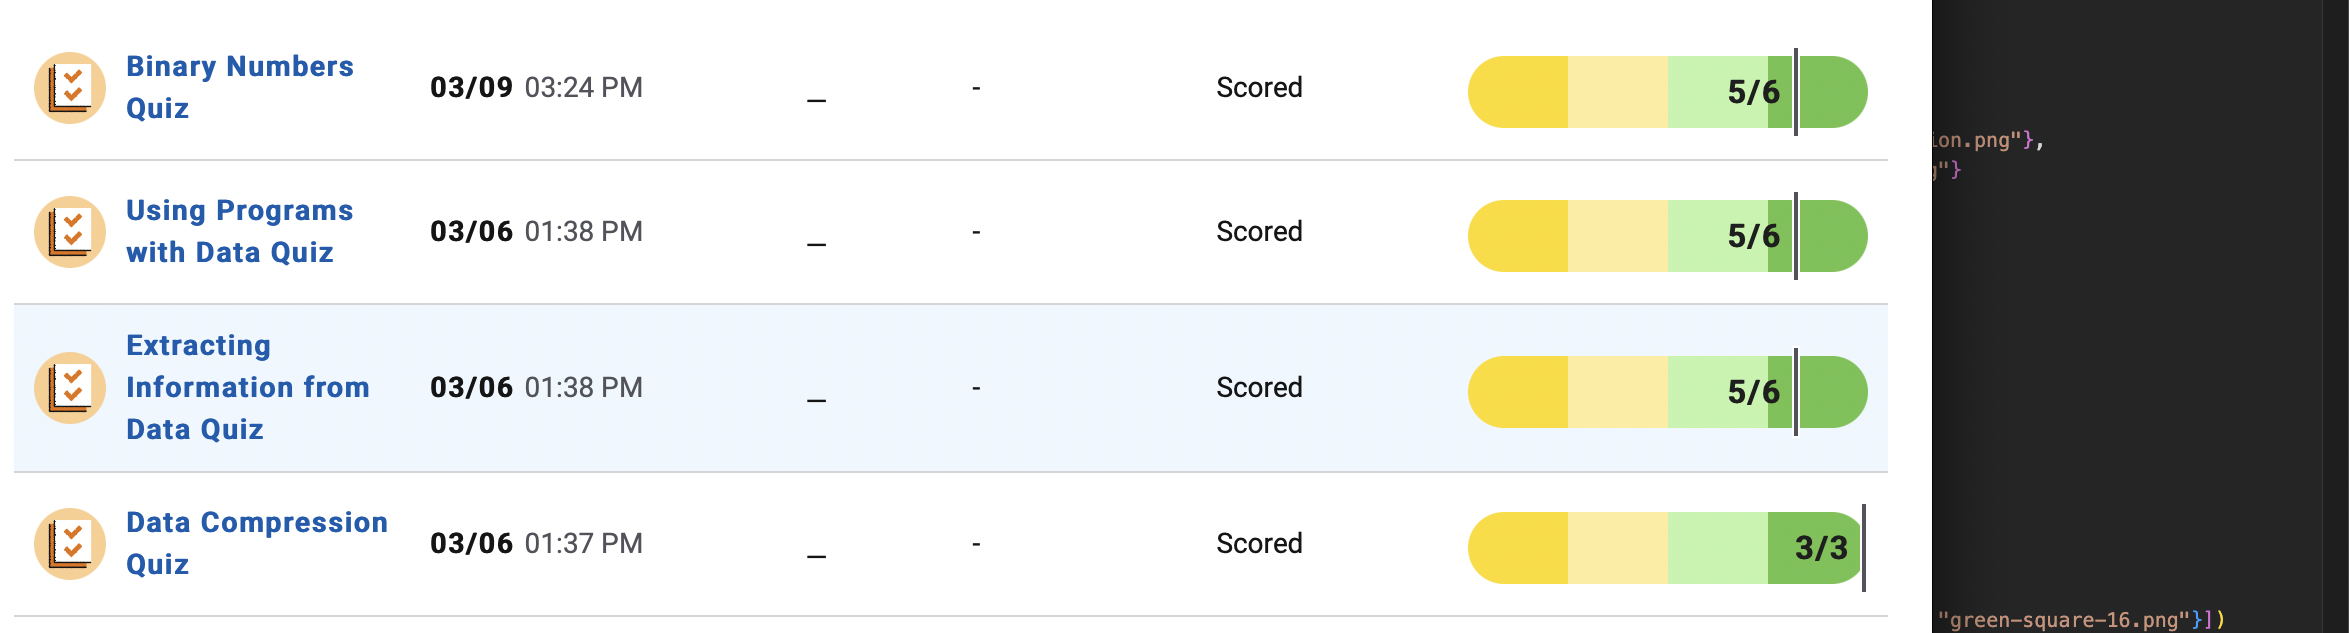 Binary Numbers
Quiz
03/09 03:24 PM
_
-
Scored
5/6
Using Programs
with Data Quiz
03/06 01:38 PM
_
-
Scored
5/6
Extracting
Information from
Data Quiz
03/06 01:38 PM
_
-
Scored
5/6
Data Compression
Quiz
03/06 01:37 PM
_
-
Scored
3/3
ion.png"},
g"}
"green-square-16.png"}])